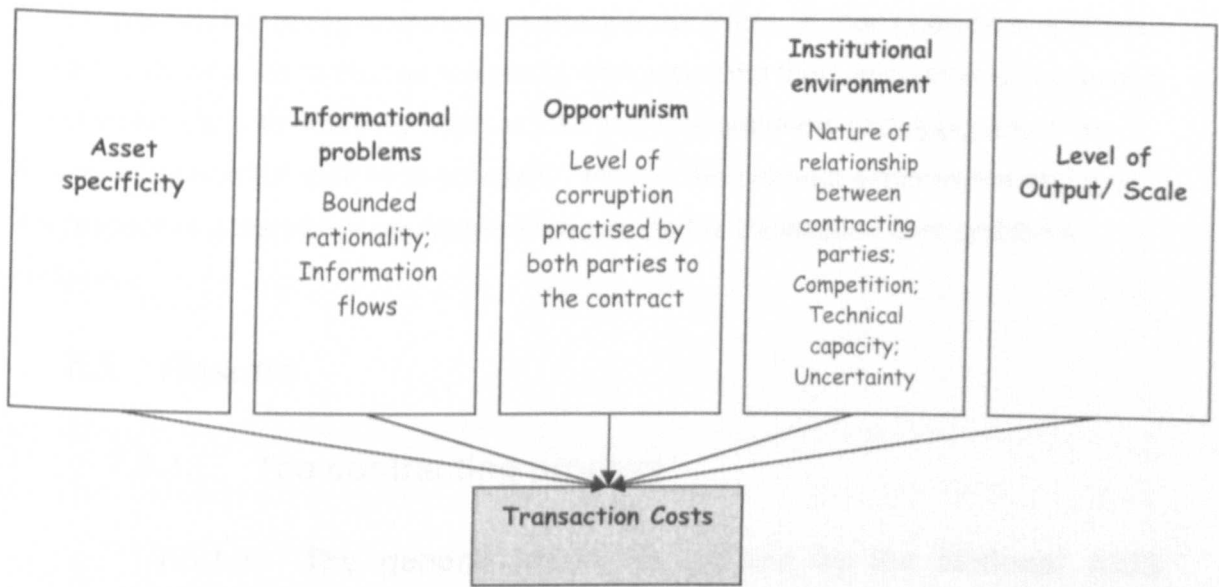 Asset
specificity
Informational
problems
Bounded
rationality;
Information
flows
Opportunism
Level of
corruption
practised by
both parties to
the contract
Institutional
environment
Nature of
relationship
between
contracting
parties;
Competition;
Technical
capacity;
Uncertainty
Level of
Output/ Scale
Transaction Costs